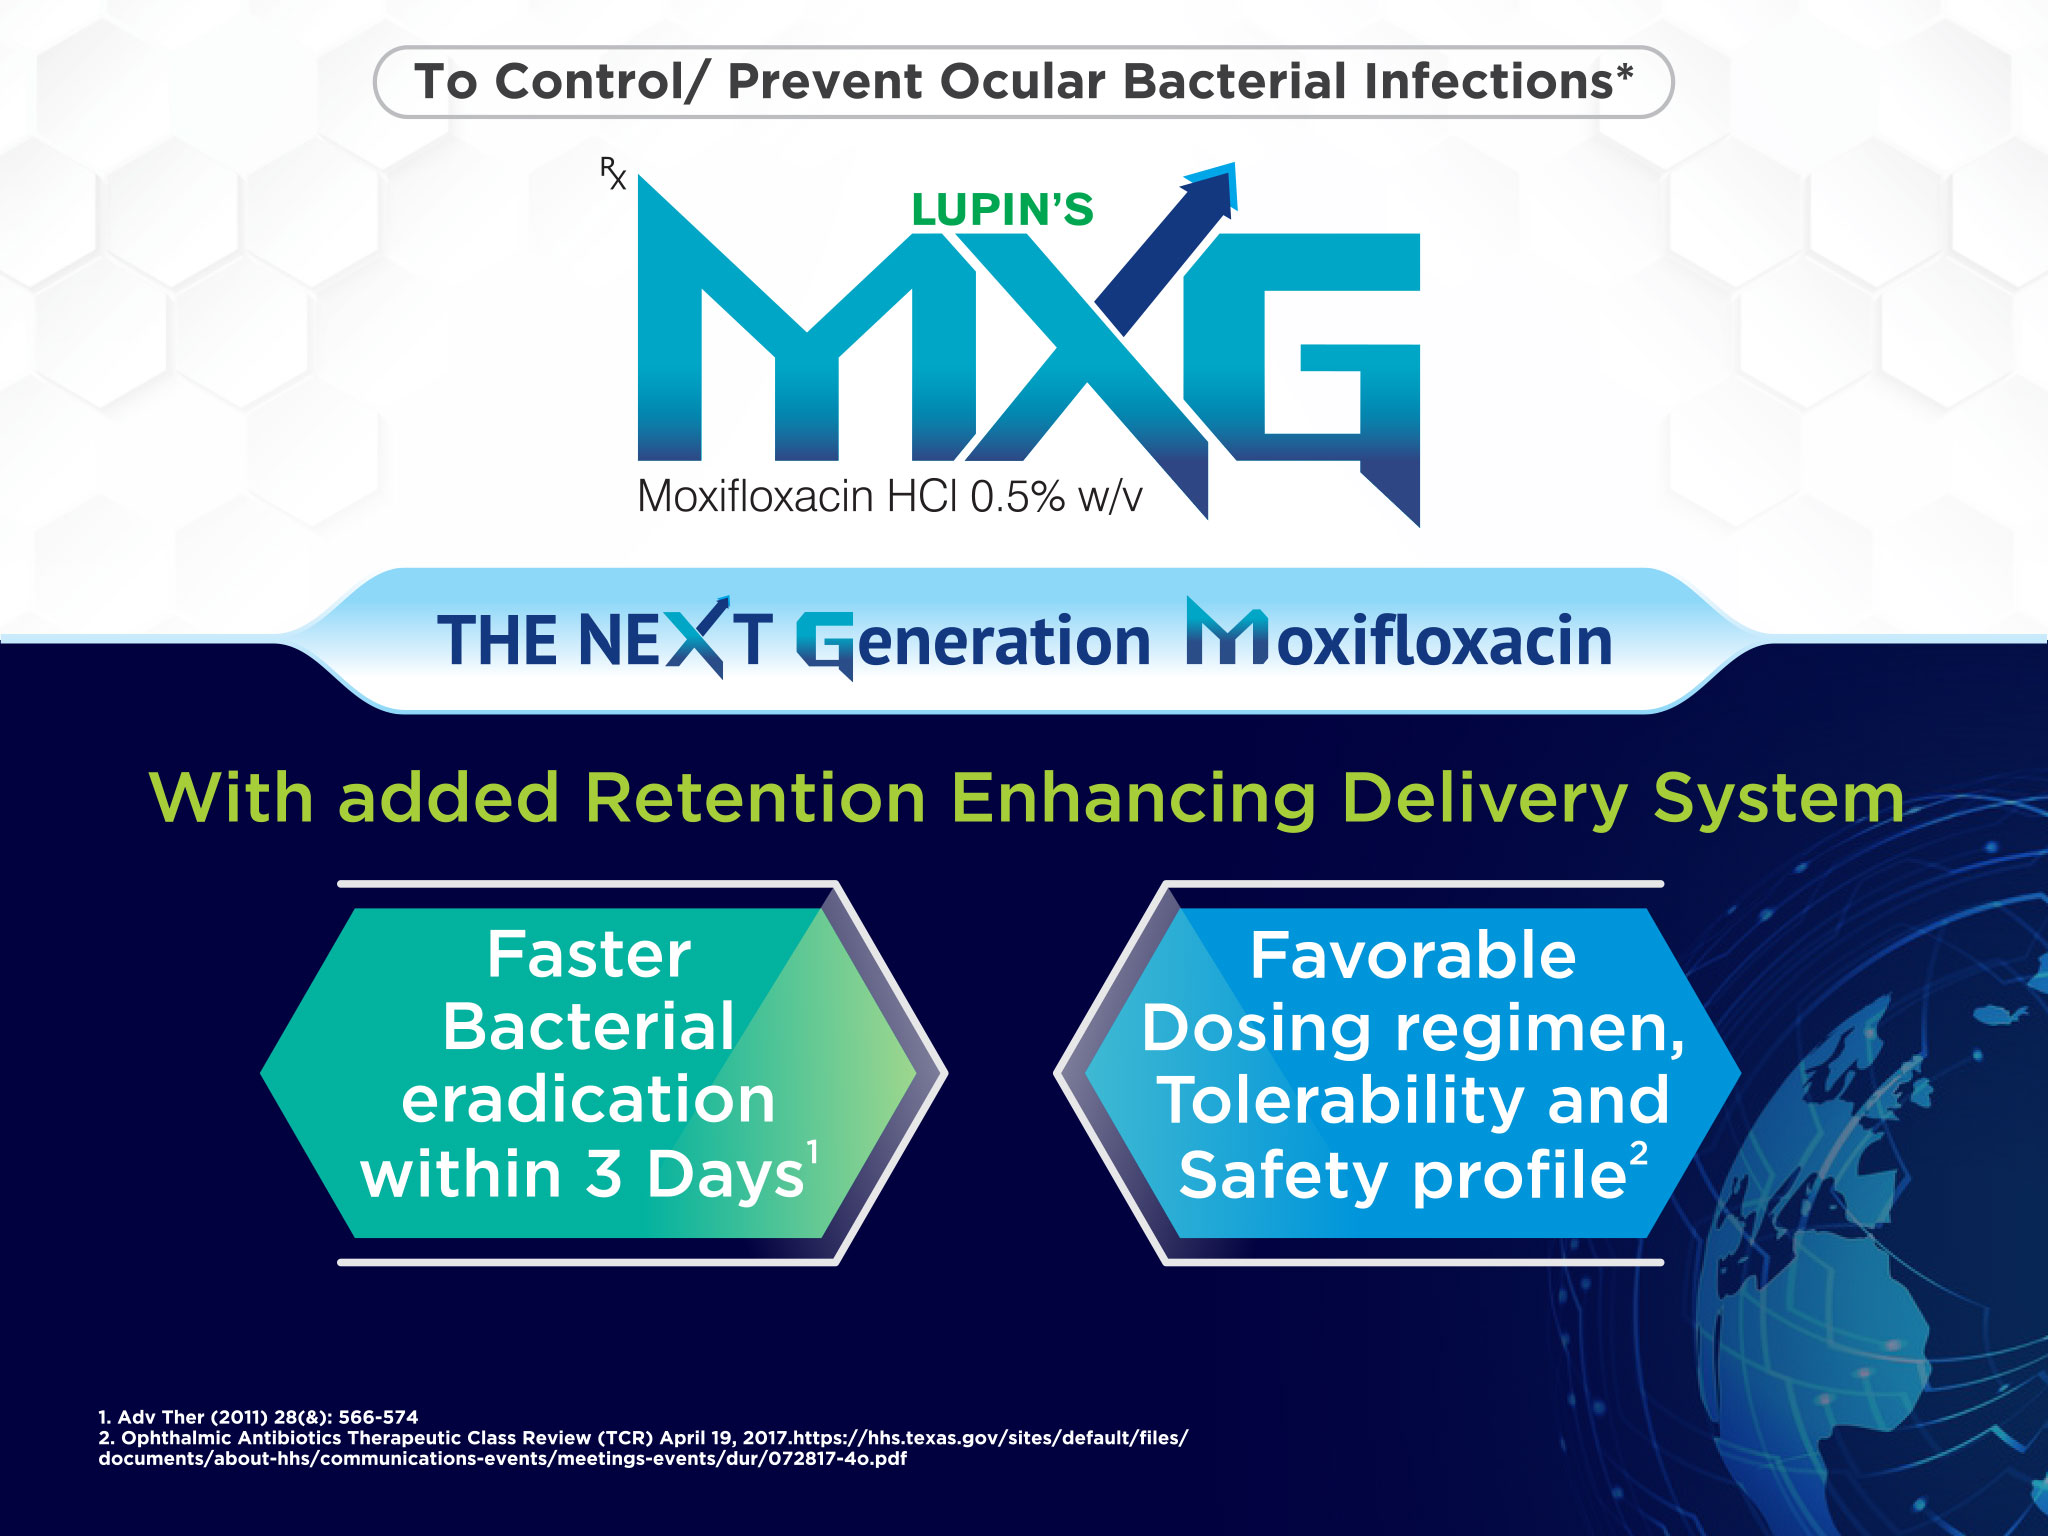 To Control/ Prevent Ocular Bacterial Infections*
Rx
LUPIN'S
MXG
Moxifloxacin HCl 0.5% w/v
THE NEXT Generation Moxifloxacin
With added Retention Enhancing Delivery System
Faster
Bacterial
eradication
within 3 Days¹
Favorable
Dosing regimen,
Tolerability and
Safety profile²
1. Adv Ther (2011) 28(&): 566-574
2. Ophthalmic Antibiotics Therapeutic Class Review (TCR) April 19, 2017.https://hhs.texas.gov/sites/default/files/
documents/about-hhs/communications-events/meetings-events/dur/072817-4o.pdf